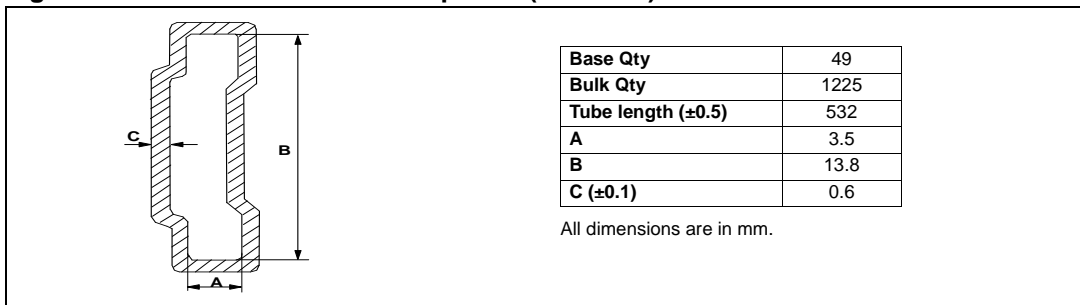 C
B
A
Base Qty 49
Bulk Qty 1225
Tube length (±0.5) 532
A 3.5
B 13.8
C (±0.1) 0.6
All dimensions are in mm.